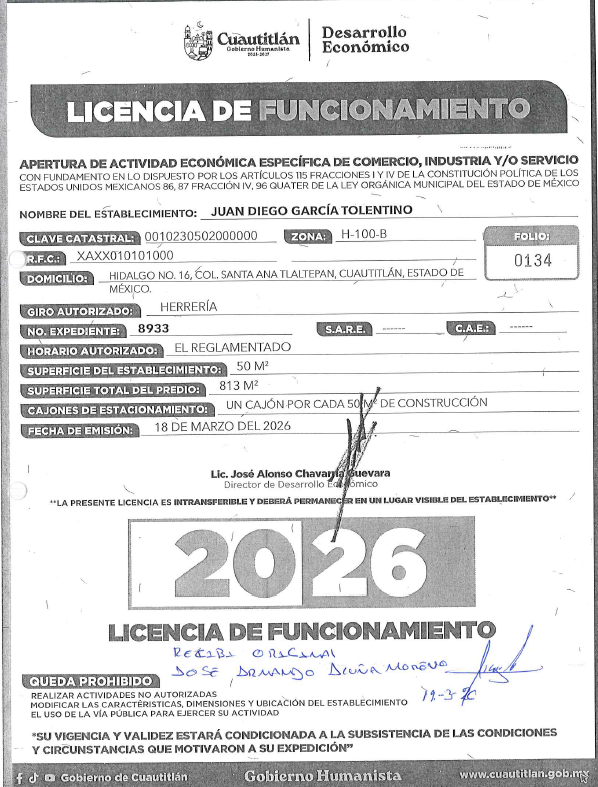 Cuautitlán
Gobierno Humanista
2025-2027
Desarrollo
Económico
LICENCIA DE FUNCIONAMIENTO
APERTURA DE ACTIVIDAD ECONÓMICA ESPECÍFICA DE COMERCIO, INDUSTRIA Y/O SERVICIO
CON FUNDAMENTO EN LO DISPUESTO POR LOS ARTÍCULOS 115 FRACCIONES I Y IV DE LA CONSTITUCIÓN POLÍTICA DE LOS
ESTADOS UNIDOS MEXICANOS 86, 87 FRACCIÓN IV, 96 QUATER DE LA LEY ORGÁNICA MUNICIPAL DEL ESTADO DE MÉXICO
NOMBRE DEL ESTABLECIMIENTO: JUAN DIEGO GARCÍA TOLENTINO
CLAVE CATASTRAL: 0010230502000000 ZONA: H-100-B FOLIO:
R.F.C.: XAXX010101000 0134
DOMICILIO: HIDALGO NO. 16, COL. SANTA ANA TLALTEPAN, CUAUTITLÁN, ESTADO DE
MÉXICO.
GIRO AUTORIZADO: HERRERÍA
NO. EXPEDIENTE: 8933 S.A.R.E. ------ C.A.E.: ------
HORARIO AUTORIZADO: EL REGLAMENTADO
SUPERFICIE DEL ESTABLECIMIENTO: 50 M²
SUPERFICIE TOTAL DEL PREDIO: 813 M²
CAJONES DE ESTACIONAMIENTO: UN CAJÓN POR CADA 50 M² DE CONSTRUCCIÓN
FECHA DE EMISIÓN: 18 DE MARZO DEL 2026
Lic. José Alonso Chavarría Guevara
Director de Desarrollo Económico
**LA PRESENTE LICENCIA ES INTRANSFERIBLE Y DEBERÁ PERMANECER EN UN LUGAR VISIBLE DEL ESTABLECIMIENTO**
2026
LICENCIA DE FUNCIONAMIENTO
RECIBI ORIGINAL
JOSE ARMANDO ACUÑA MORENO
QUEDA PROHIBIDO
REALIZAR ACTIVIDADES NO AUTORIZADAS
MODIFICAR LAS CARACTERÍSTICAS, DIMENSIONES Y UBICACIÓN DEL ESTABLECIMIENTO
EL USO DE LA VÍA PÚBLICA PARA EJERCER SU ACTIVIDAD
"SU VIGENCIA Y VALIDEZ ESTARÁ CONDICIONADA A LA SUBSISTENCIA DE LAS CONDICIONES
Y CIRCUNSTANCIAS QUE MOTIVARON A SU EXPEDICIÓN"
Gobierno de Cuautitlán Gobierno Humanista www.cuautitlan.gob.mx